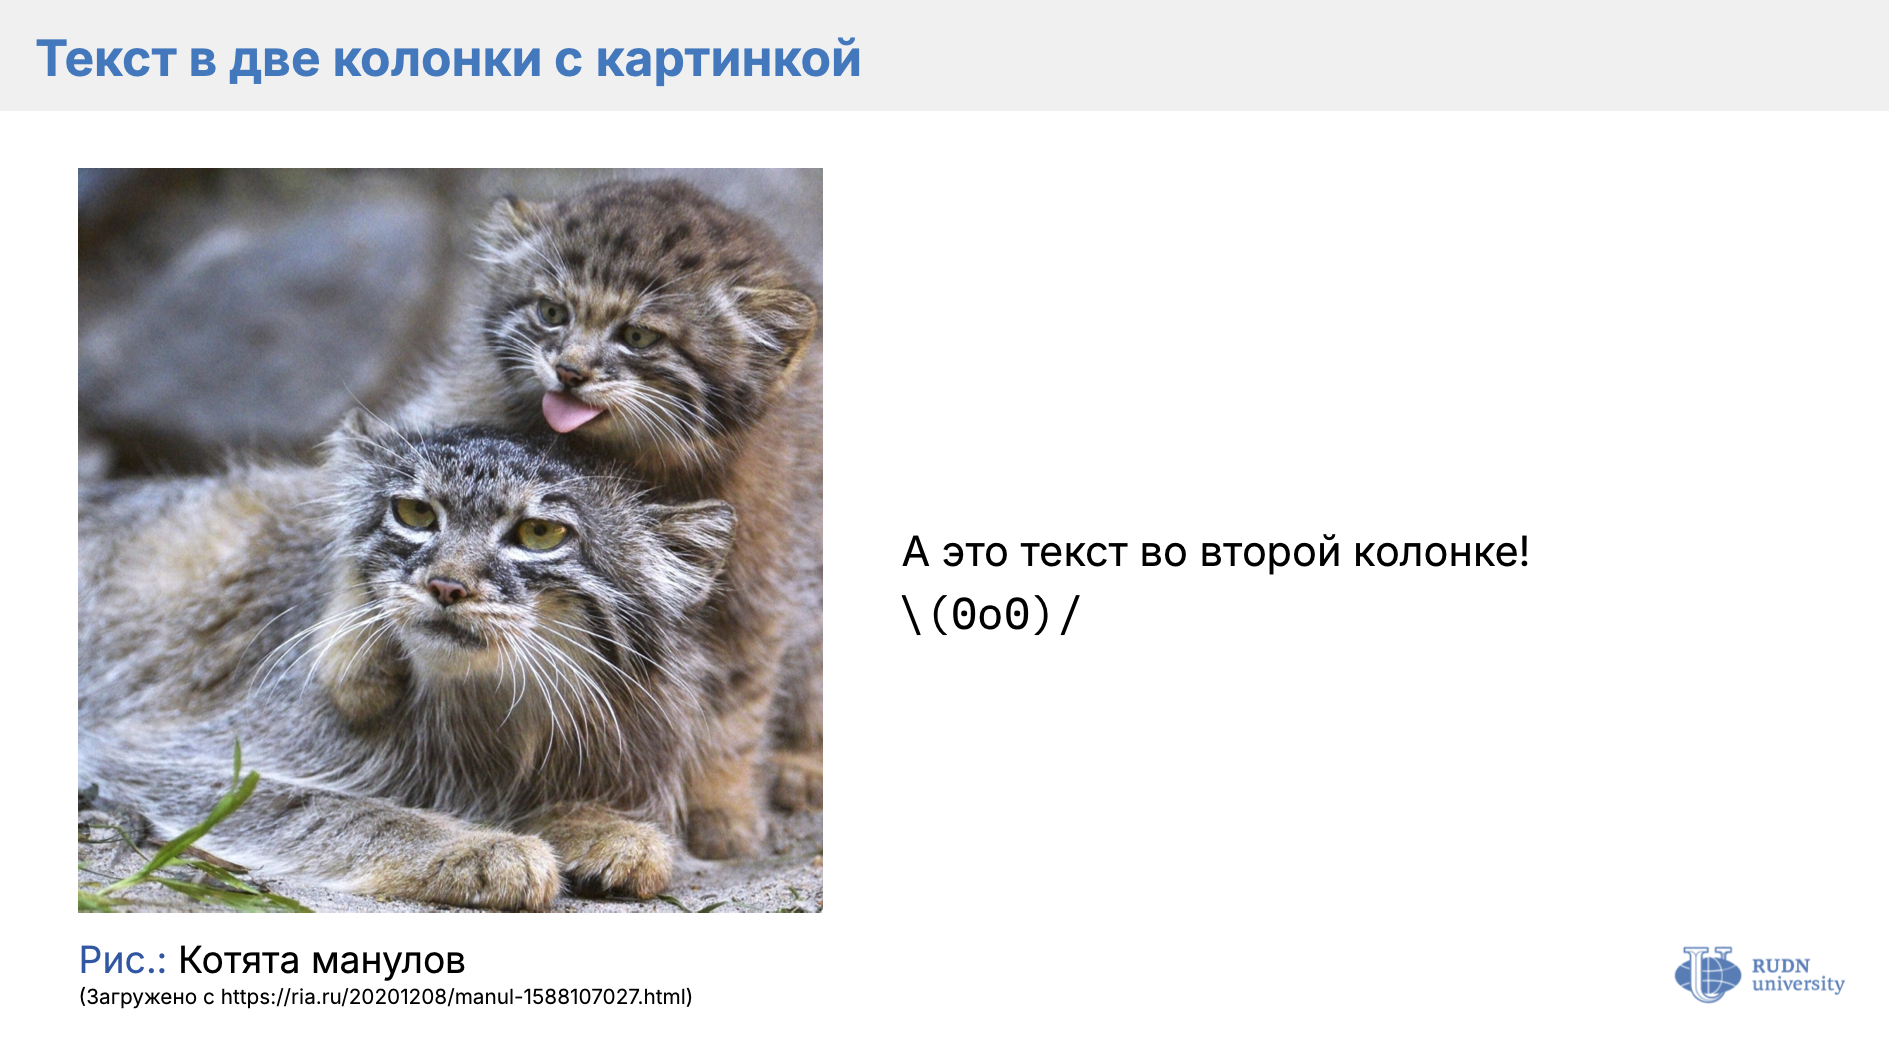 Текст в две колонки с картинкой
А это текст во второй колонке!
\(0o0)/
Рис.: Котята манулов
(Загружено с https://ria.ru/20201208/manul-1588107027.html)
RUDN
university